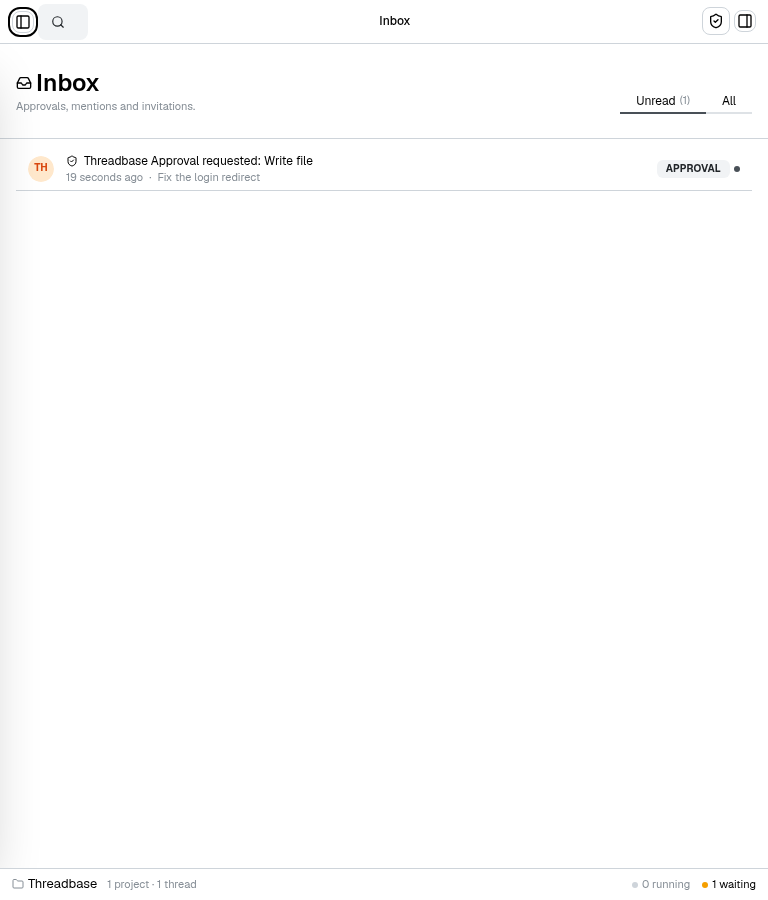 Inbox
Inbox
Approvals, mentions and invitations.
Unread (1)
All
TH
Threadbase Approval requested: Write file
19 seconds ago · Fix the login redirect
APPROVAL
Threadbase
1 project · 1 thread
0 running
1 waiting